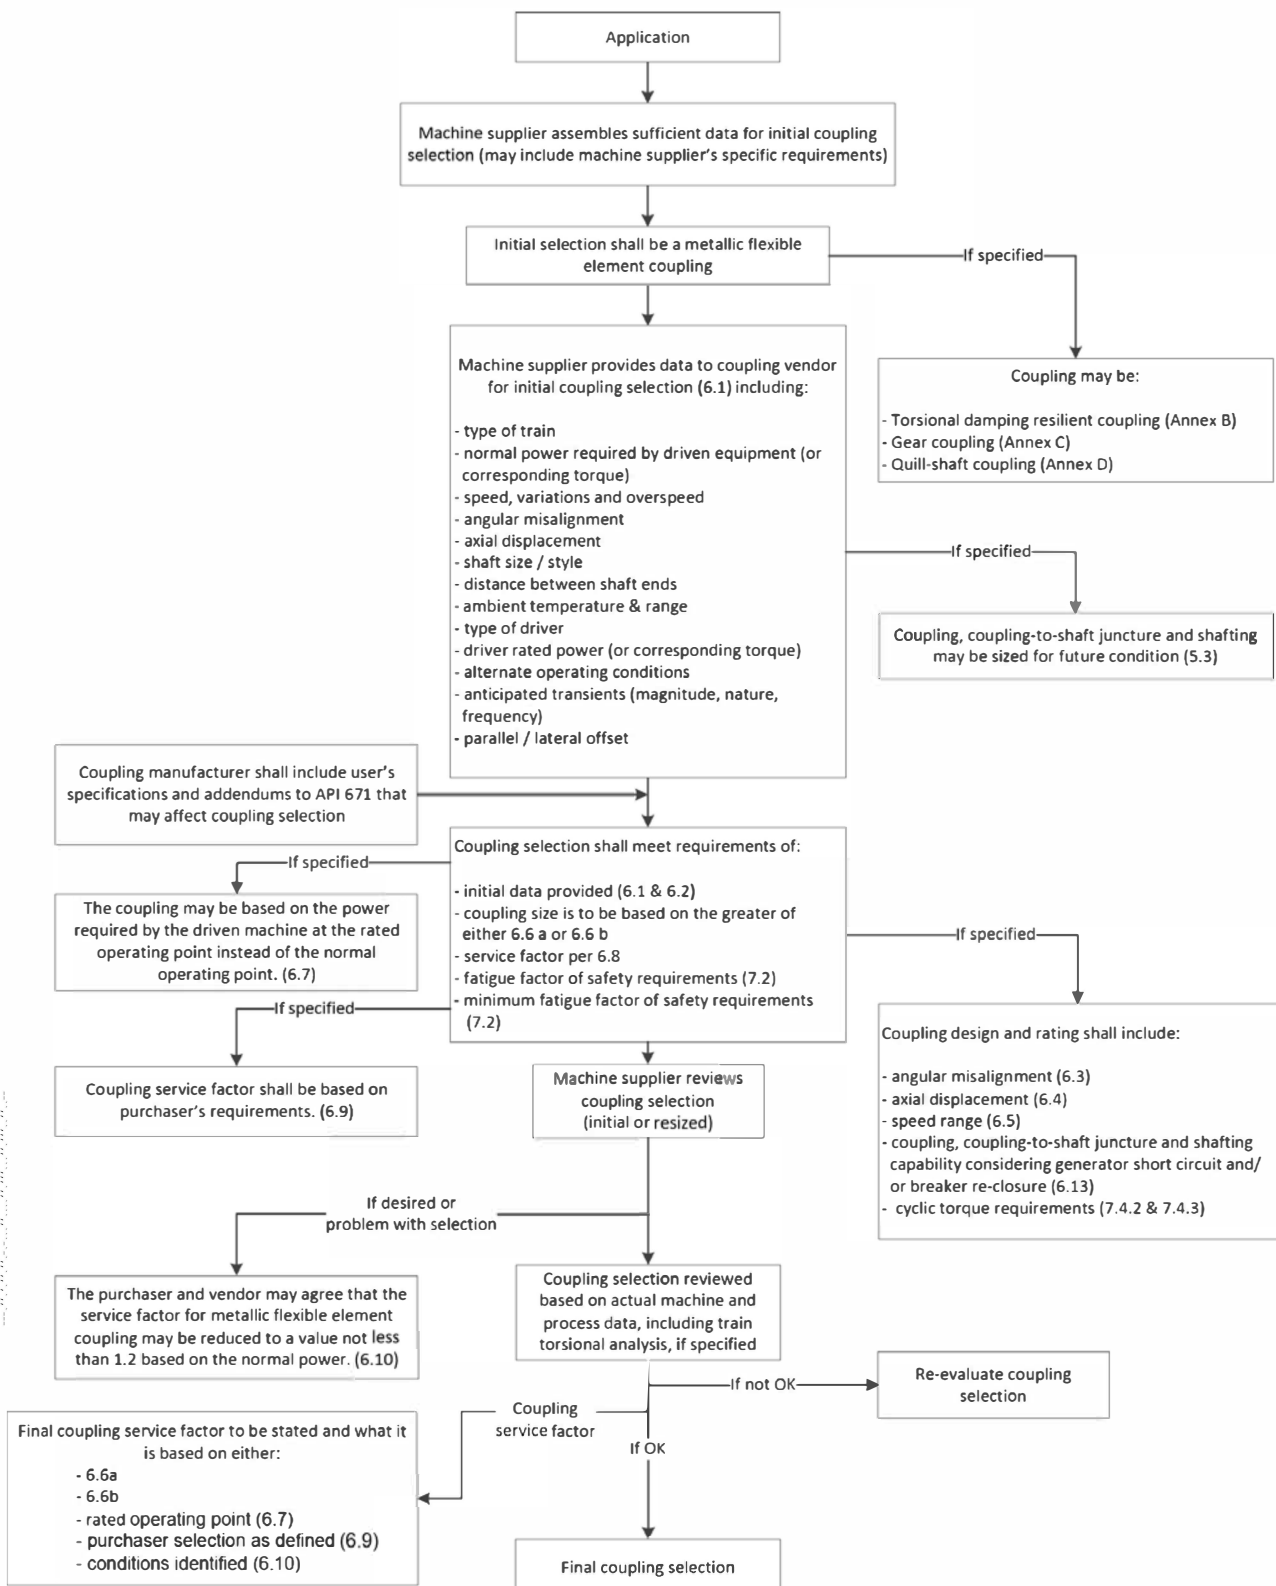 Application
Machine supplier assembles sufficient data for initial coupling
selection (may include machine supplier's specific requirements)
Initial selection shall be a metallic flexible
element coupling
If specified
Coupling may be:
- Torsional damping resilient coupling (Annex B)
- Gear coupling (Annex C)
- Quill-shaft coupling (Annex D)
Machine supplier provides data to coupling vendor
for initial coupling selection (6.1) including:
- type of train
- normal power required by driven equipment (or
corresponding torque)
- speed, variations and overspeed
- angular misalignment
- axial displacement
- shaft size / style
- distance between shaft ends
- ambient temperature & range
- type of driver
- driver rated power (or corresponding torque)
- alternate operating conditions
- anticipated transients (magnitude, nature,
frequency)
- parallel / lateral offset
If specified
Coupling, coupling-to-shaft juncture and shafting
may be sized for future condition (5.3)
Coupling manufacturer shall include user's
specifications and addendums to API 671 that
may affect coupling selection
Coupling selection shall meet requirements of:
- initial data provided (6.1 & 6.2)
- coupling size is to be based on the greater of
either 6.6 a or 6.6 b
- service factor per 6.8
- fatigue factor of safety requirements (7.2)
- minimum fatigue factor of safety requirements
(7.2)
If specified
The coupling may be based on the power
required by the driven machine at the rated
operating point instead of the normal
operating point. (6.7)
If specified
Coupling service factor shall be based on
purchaser's requirements. (6.9)
If specified
Coupling design and rating shall include:
- angular misalignment (6.3)
- axial displacement (6.4)
- speed range (6.5)
- coupling, coupling-to-shaft juncture and shafting
capability considering generator short circuit and/
or breaker re-closure (6.13)
- cyclic torque requirements (7.4.2 & 7.4.3)
Machine supplier reviews
coupling selection
(initial or resized)
If desired or
problem with selection
The purchaser and vendor may agree that the
service factor for metallic flexible element
coupling may be reduced to a value not less
than 1.2 based on the normal power. (6.10)
Coupling selection reviewed
based on actual machine and
process data, including train
torsional analysis, if specified
If not OK
Re-evaluate coupling
selection
Coupling
service factor
If OK
Final coupling service factor to be stated and what it
is based on either:
- 6.6a
- 6.6b
- rated operating point (6.7)
- purchaser selection as defined (6.9)
- conditions identified (6.10)
Final coupling selection